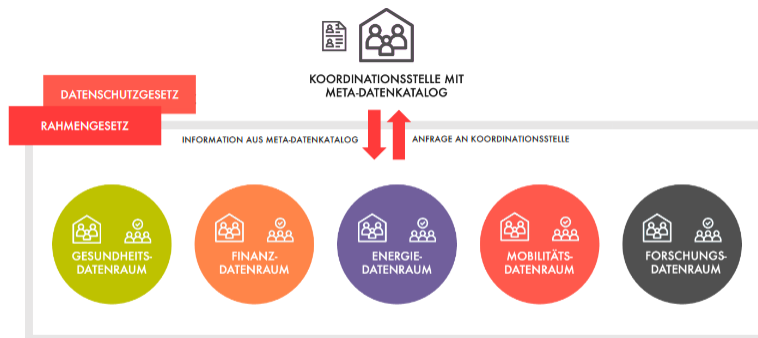 KOORDINATIONSSTELLE MIT
META-DATENKATALOG
DATENSCHUTZGESETZ
RAHMENGESETZ
INFORMATION AUS META-DATENKATALOG
ANFRAGE AN KOORDINATIONSSTELLE
GESUNDHEITS-
DATENRAUM
FINANZ-
DATENRAUM
ENERGIE-
DATENRAUM
MOBILITÄTS-
DATENRAUM
FORSCHUNGS-
DATENRAUM